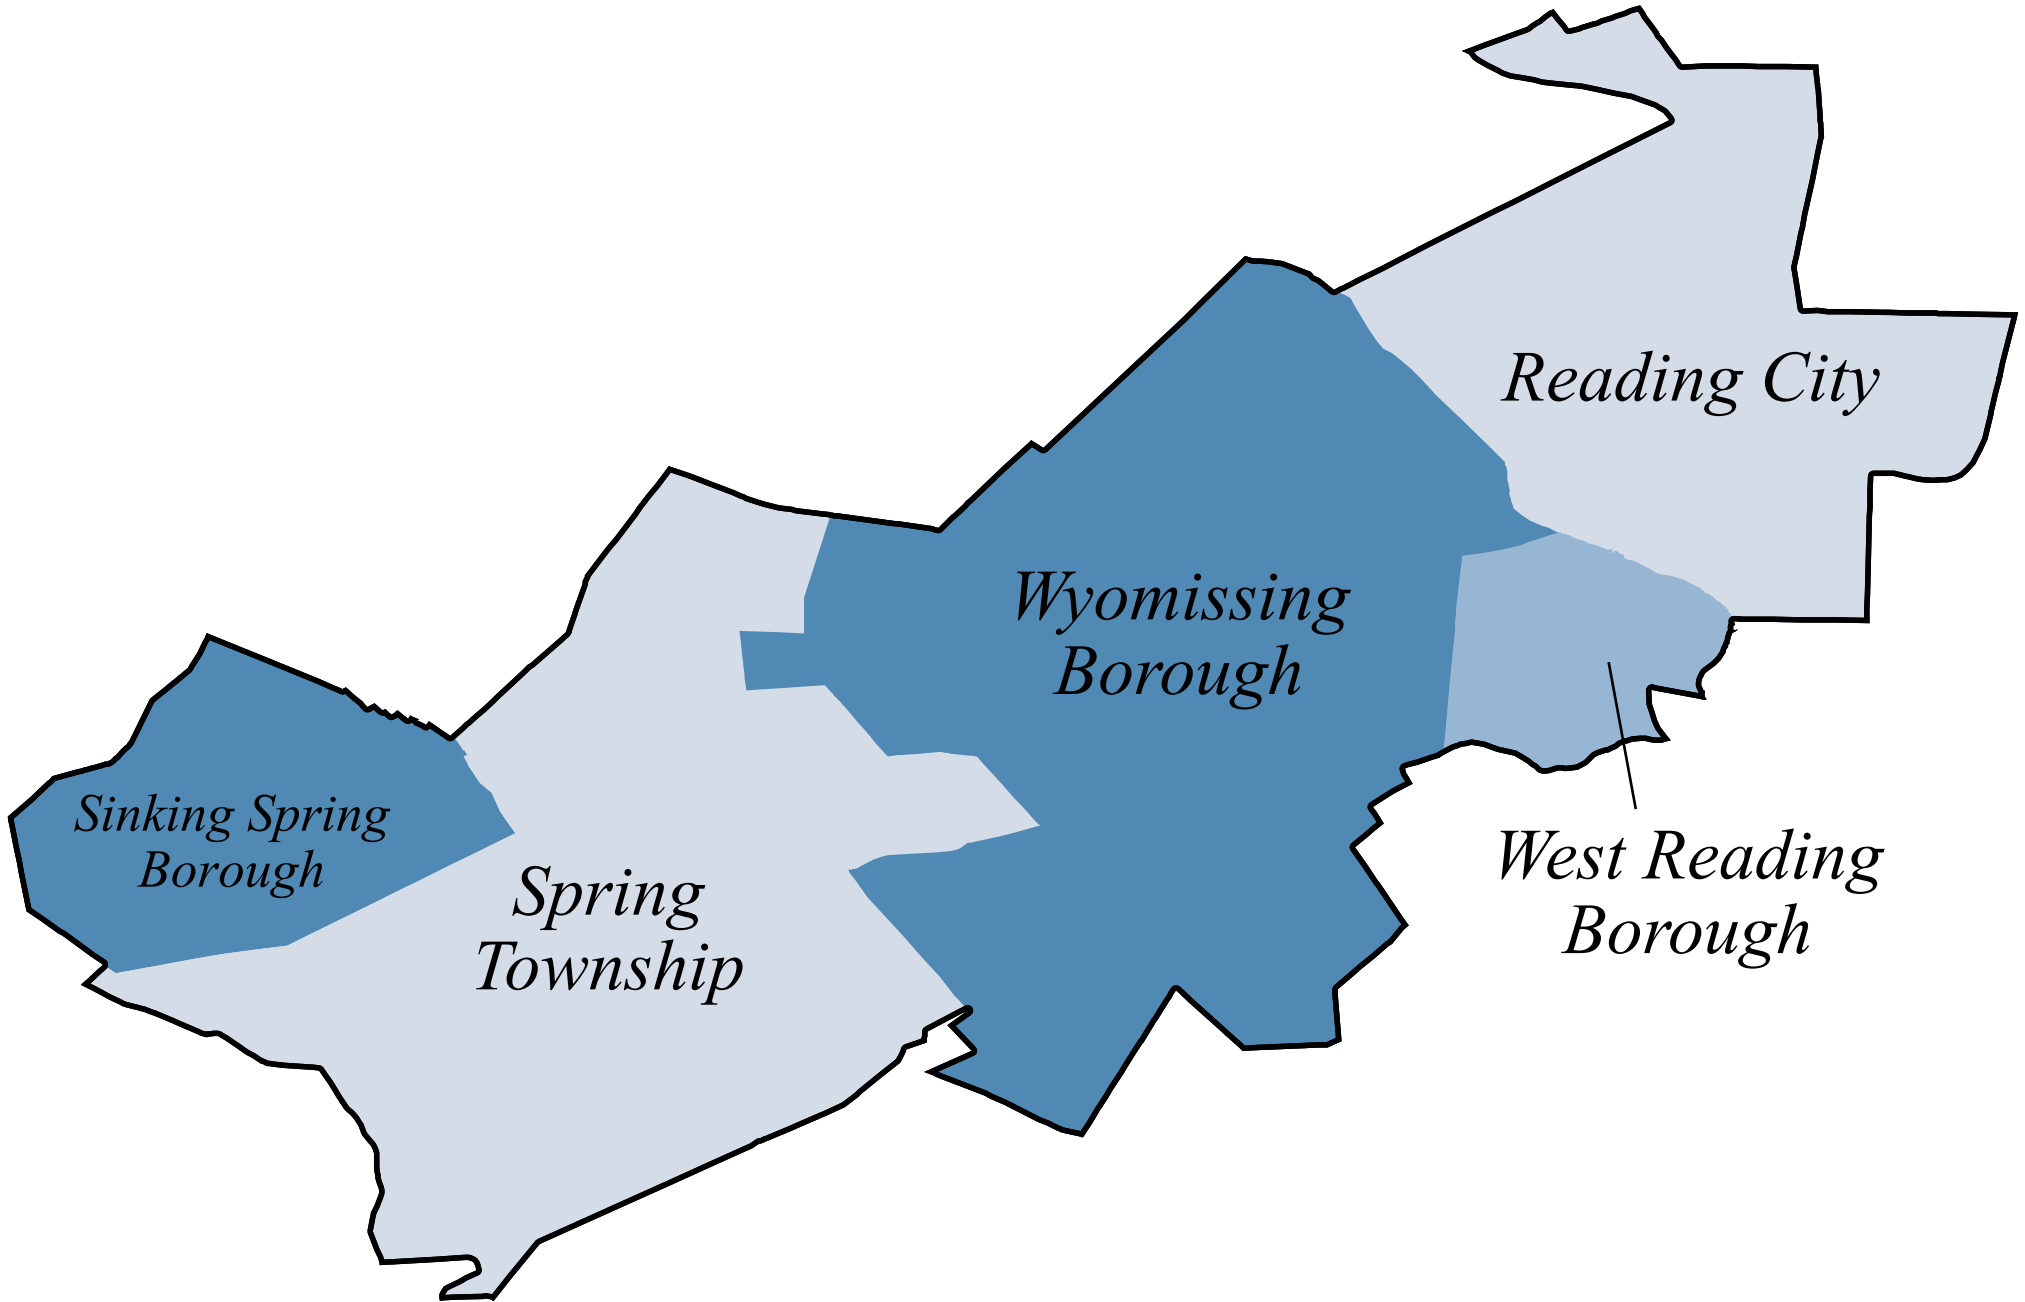 Reading City
Wyomissing
Borough
Sinking Spring
Borough
Spring
Township
West Reading
Borough